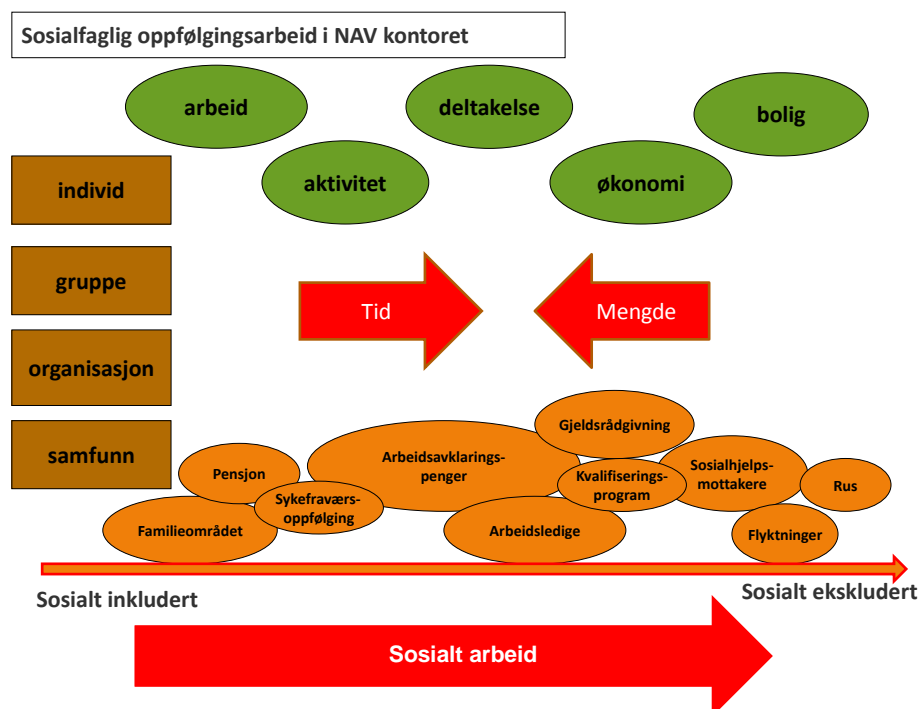 Sosialfaglig oppfølgingsarbeid i NAV kontoret
arbeid
deltakelse
bolig
aktivitet
økonomi
individ
gruppe
organisasjon
samfunn
Tid
Mengde
Gjeldsrådgivning
Arbeidsavklarings-
penger
Pensjon
Kvalifiserings-
program
Sosialhjelps-
mottakere
Rus
Sykefraværs-
oppfølging
Familieområdet
Arbeidsledige
Flyktninger
Sosialt inkludert
Sosialt ekskludert
Sosialt arbeid